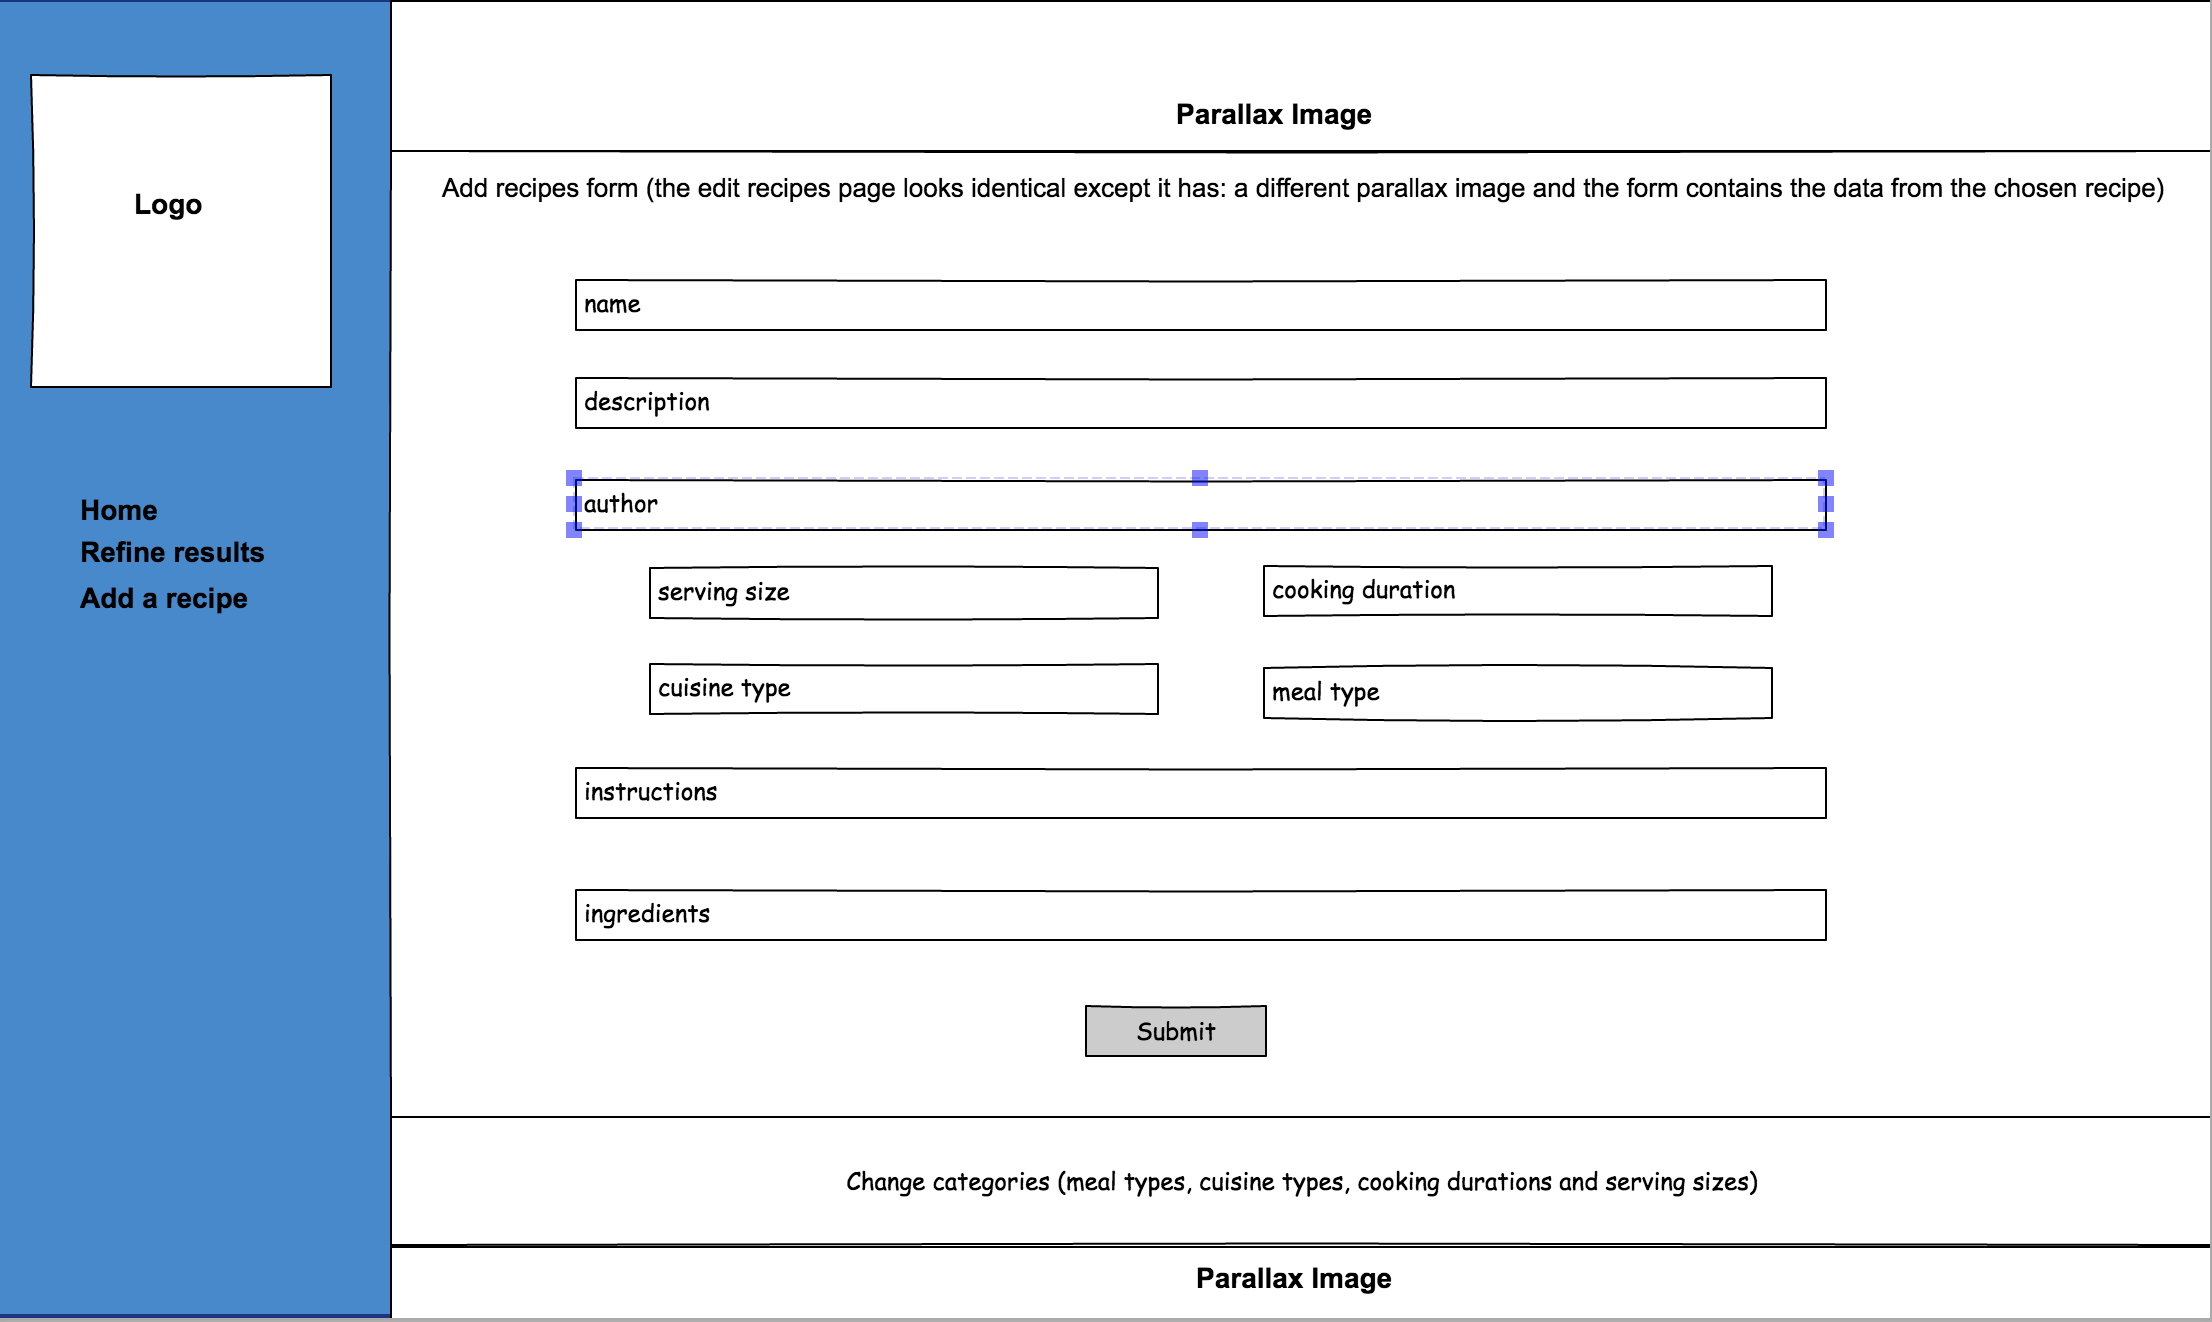 Logo
Home
Refine results
Add a recipe
Parallax Image
Add recipes form (the edit recipes page looks identical except it has: a different parallax image and the form contains the data from the chosen recipe)
name
description
author
serving size
cooking duration
cuisine type
meal type
instructions
ingredients
Submit
Change categories (meal types, cuisine types, cooking durations and serving sizes)
Parallax Image